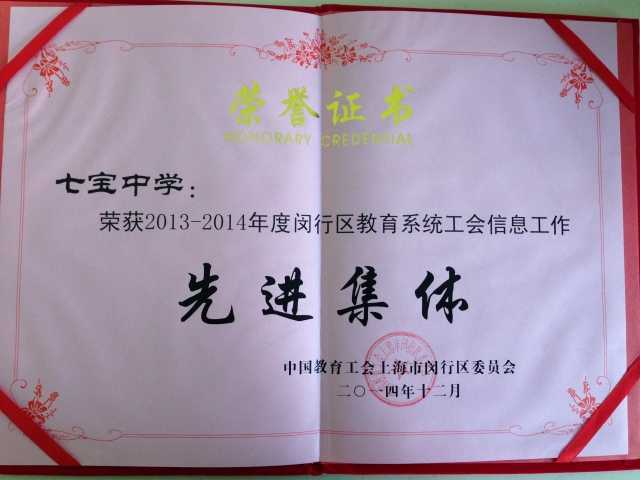 荣誉证书
HONORARY CREDENTIAL
七宝中学：
荣获2013-2014年度闵行区教育系统工会信息工作
先进集体
中国教育工会上海市闵行区委员会
二〇一四年十二月